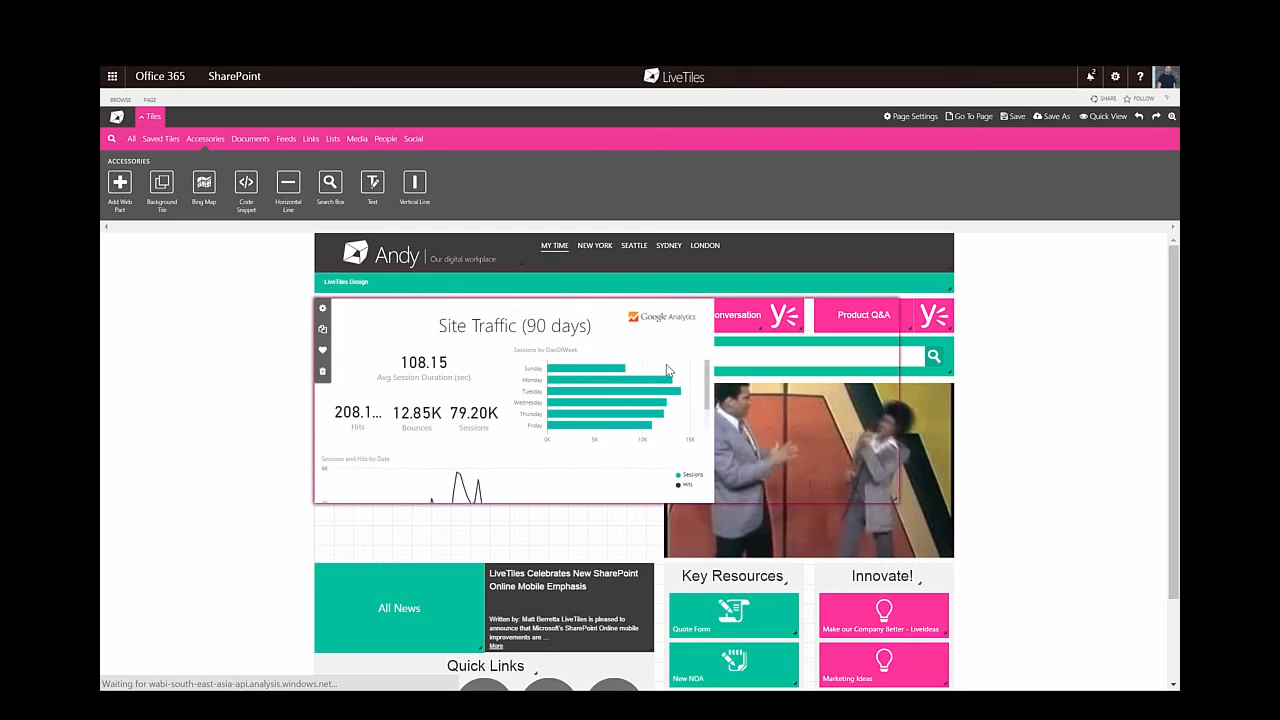 Office 365
SharePoint
LiveTiles
2
?
BROWSE
PAGE
SHARE
FOLLOW
Tiles
Page Settings
Go To Page
Save
Save As
Quick View
All
Saved Tiles
Accessories
Documents
Feeds
Links
Lists
Media
People
Social
ACCESSORIES
Add Web
Part
Background
Tile
Bing Map
Code
Snippet
Horizontal
Line
Search Box
Text
Vertical Line
Andy
Our digital workplace
MY TIME
NEW YORK
SEATTLE
SYDNEY
LONDON
LiveTiles Design
Site Traffic (90 days)
Google Analytics
onversation
Product Q&A
108.15
Avg Session Duration (sec)
208.1...
Hits
12.85K
Bounces
79.20K
Sessions
Sessions by DayOfWeek
Sunday
Monday
Tuesday
Wednesday
Thursday
Friday
0K
5K
10K
15K
Sessions and Hits by Date
6K
Sessions
Hits
All News
LiveTiles Celebrates New SharePoint
Online Mobile Emphasis
Written by: Matt Berretta LiveTiles is pleased to
announce that Microsoft's SharePoint Online mobile
improvements are ...
More
Key Resources
Innovate!
Quote Form
Make our Company Better - LiveIdeas
New NDA
Marketing Ideas
Quick Links
Waiting for wabi-south-east-asia-api.analysis.windows.net...